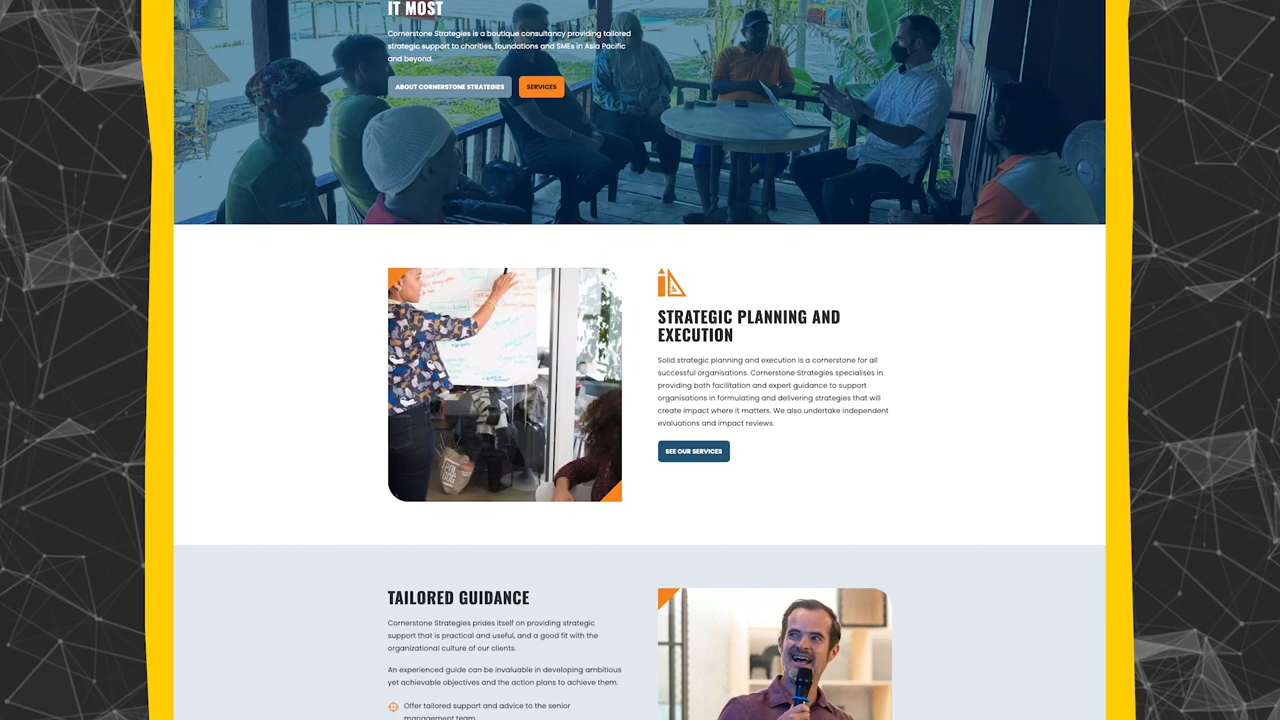 IT MOST
Cornerstone Strategies is a boutique consultancy providing tailored
strategic support to charities, foundations and SMEs in Asia Pacific
and beyond.
ABOUT CORNERSTONE STRATEGIES
SERVICES
STRATEGIC PLANNING AND
EXECUTION
Solid strategic planning and execution is a cornerstone for all
successful organisations. Cornerstone Strategies specialises in
providing both facilitation and expert guidance to support
organisations in formulating and delivering strategies that will
create impact where it matters. We also undertake independent
evaluations and impact reviews.
SEE OUR SERVICES
TAILORED GUIDANCE
Cornerstone Strategies prides itself on providing strategic
support that is practical and useful, and a good fit with the
organizational culture of our clients.
An experienced guide can be invaluable in developing ambitious
yet achievable objectives and the action plans to achieve them.
Offer tailored support and advice to the senior
management team